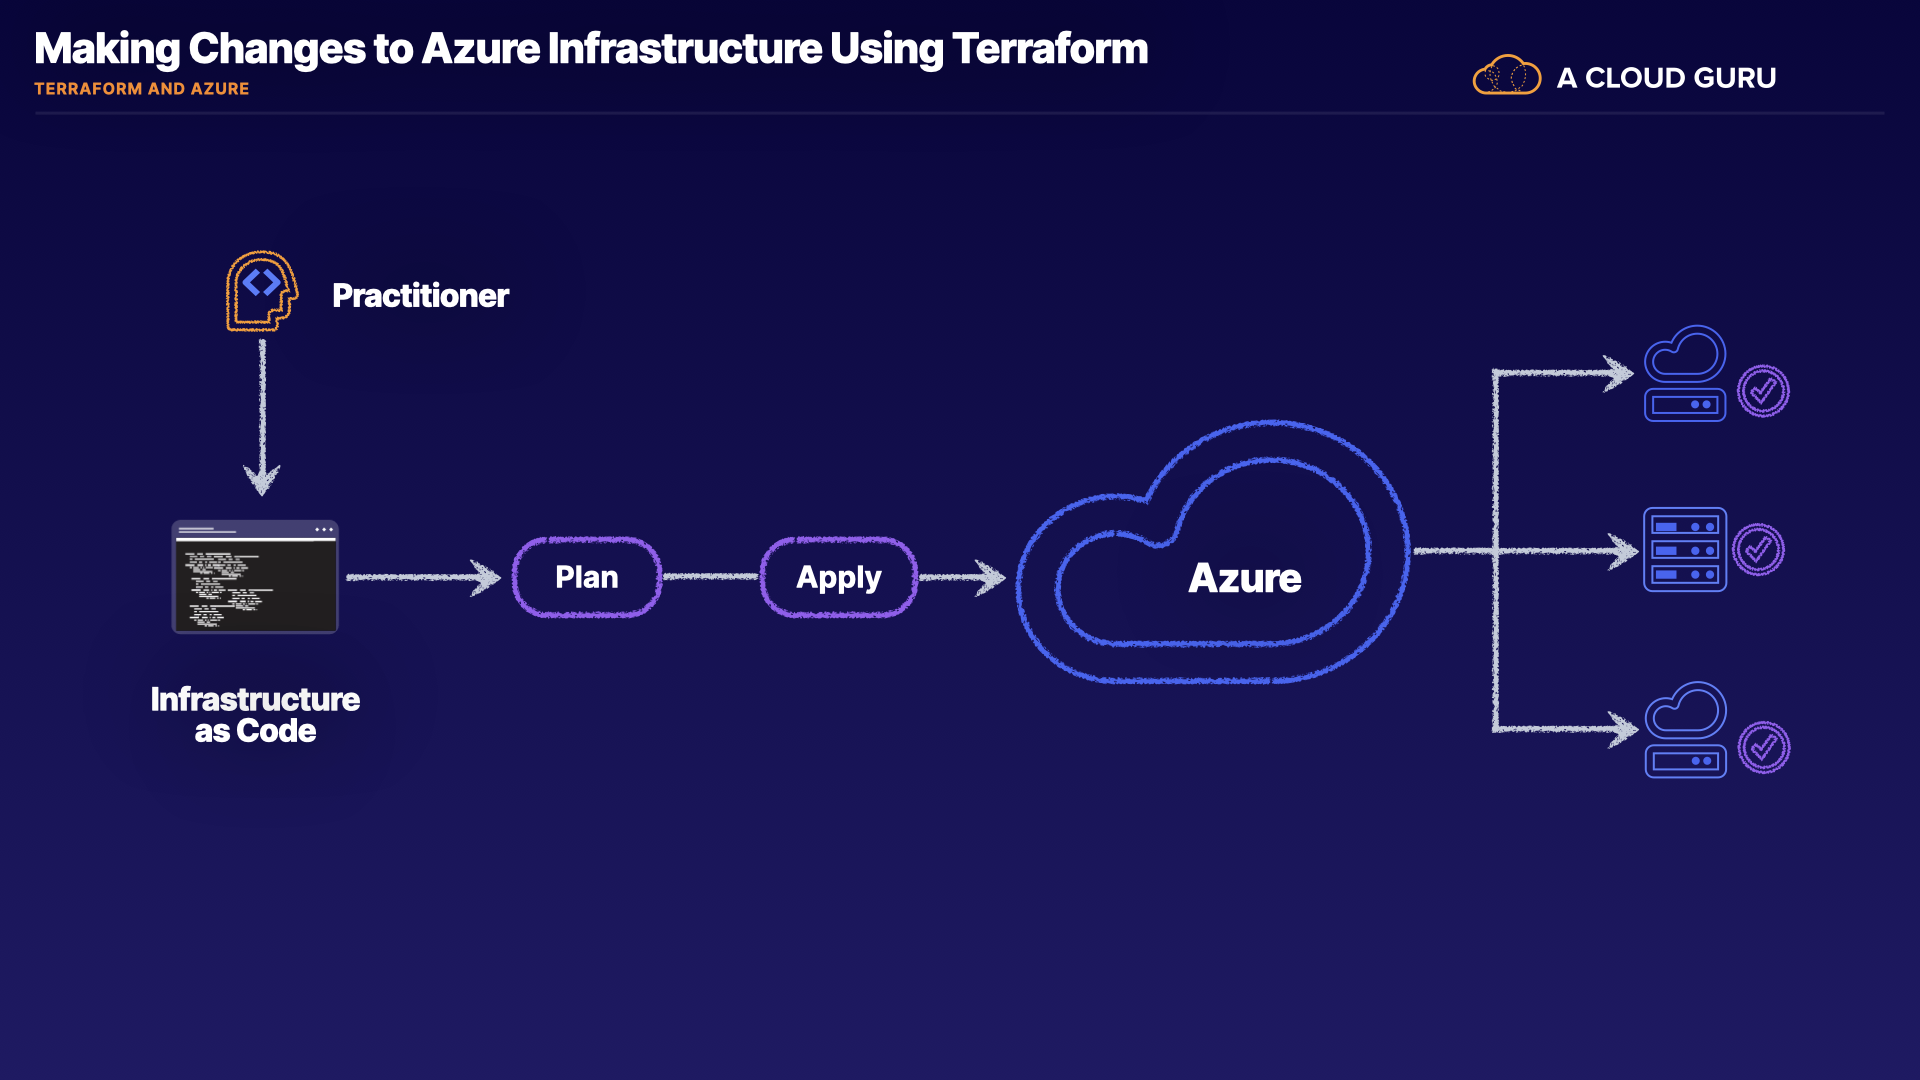 Making Changes to Azure Infrastructure Using Terraform
TERRAFORM AND AZURE
A CLOUD GURU
Practitioner
Plan
Apply
Azure
Infrastructure
as Code